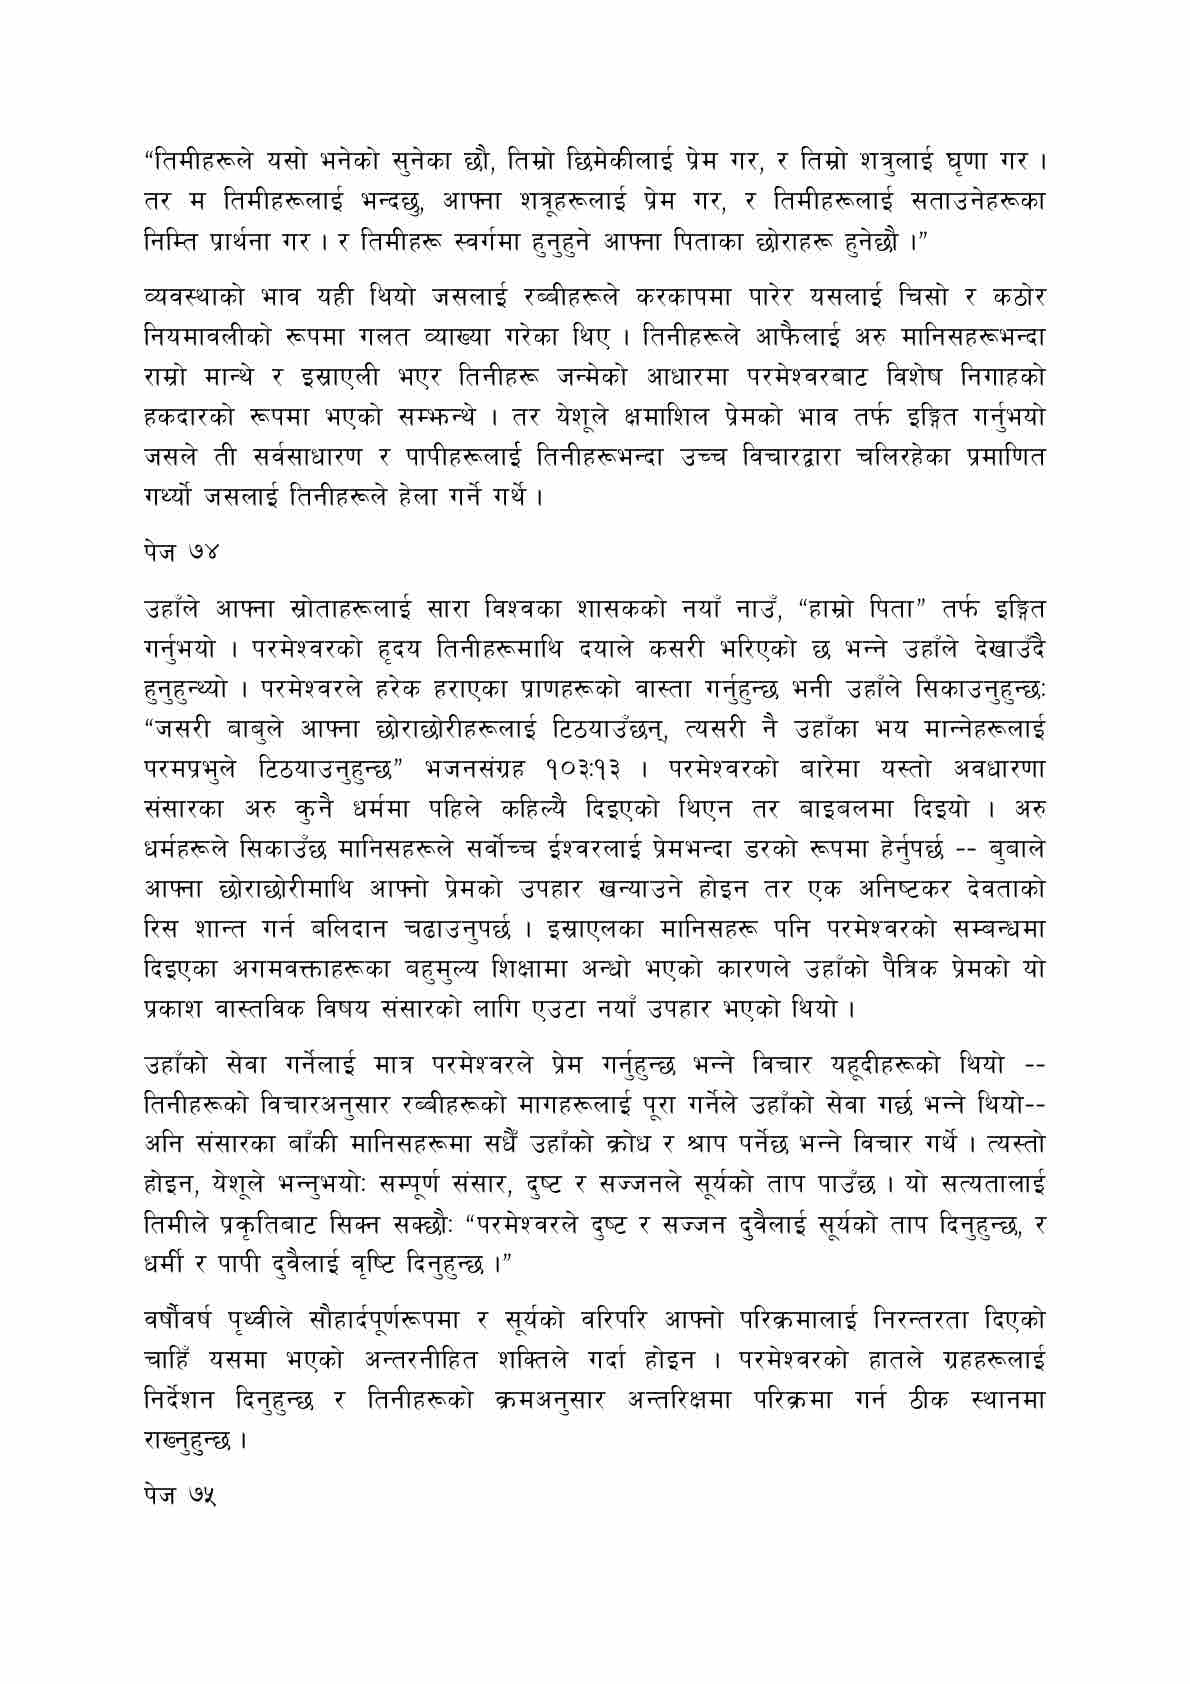 “तिमीहरूले यसो भनेको सुनेका छौ, तिम्रो छिमेकीलाई प्रेम गर, र तिम्रो शत्रुलाई घृणा गर ।
तर म तिमीहरूलाई भन्दछु, आफ्ना शत्रूहरूलाई प्रेम गर, र तिमीहरूलाई सताउनेहरूका
निम्ति प्रार्थना गर । र तिमीहरू स्वर्गमा हुनुहुने आफ्ना पिताका छोराहरू हुनेछौ ।”
व्यवस्थाको भाव यही थियो जसलाई रब्बीहरूले करकापमा पारेर यसलाई चिसो र कठोर
नियमावलीको रूपमा गलत व्याख्या गरेका थिए । तिनीहरूले आफैलाई अरु मानिसहरूभन्दा
राम्रो मान्थे र इस्राएली भएर तिनीहरू जन्मेको आधारमा परमेश्वरबाट विशेष निगाहको
हकदारको रूपमा भएको सम्झन्थे । तर येशूले क्षमाशिल प्रेमको भाव तर्फ इङ्गित गर्नुभयो
जसले ती सर्वसाधारण र पापीहरूलाई तिनीहरूभन्दा उच्च विचारद्वारा चलिरहेका प्रमाणित
गर्थ्यो जसलाई तिनीहरूले हेला गर्ने गर्थे ।
पेज ७४
उहाँले आफ्ना स्रोताहरूलाई सारा विश्वका शासकको नयाँ नाउँ, “हाम्रो पिता” तर्फ इङ्गित
गर्नुभयो । परमेश्वरको हृदय तिनीहरूमाथि दयाले कसरी भरिएको छ भन्ने उहाँले देखाउँदै
हुनुहुन्थ्यो । परमेश्वरले हरेक हराएका प्राणहरूको वास्ता गर्नुहुन्छ भनी उहाँले सिकाउनुहुन्छः
“जसरी बाबुले आफ्ना छोराछोरीहरूलाई टिठयाउँछन्, त्यसरी नै उहाँका भय मान्नेहरूलाई
परमप्रभुले टिठयाउनुहुन्छ” भजनसंग्रह १०३:१३ । परमेश्वरको बारेमा यस्तो अवधारणा
संसारका अरु कुनै धर्ममा पहिले कहिल्यै दिइएको थिएन तर बाइबलमा दिइयो । अरु
धर्महरूले सिकाउँछ मानिसहरूले सर्वोच्च ईश्वरलाई प्रेमभन्दा डरको रूपमा हेर्नुपर्छ -- बुबाले
आफ्ना छोराछोरीमाथि आफ्नो प्रेमको उपहार खन्याउने होइन तर एक अनिष्टकर देवताको
रिस शान्त गर्न बलिदान चढाउनुपर्छ । इस्राएलका मानिसहरू पनि परमेश्वरको सम्बन्धमा
दिइएका अगमवक्ताहरूका बहुमुल्य शिक्षामा अन्धो भएको कारणले उहाँको पैत्रिक प्रेमको यो
प्रकाश वास्तविक विषय संसारको लागि एउटा नयाँ उपहार भएको थियो ।
उहाँको सेवा गर्नेलाई मात्र परमेश्वरले प्रेम गर्नुहुन्छ भन्ने विचार यहूदीहरूको थियो --
तिनीहरूको विचारअनुसार रब्बीहरूको मागहरूलाई पूरा गर्नेले उहाँको सेवा गर्छ भन्ने थियो--
अनि संसारका बाँकी मानिसहरूमा सधैँ उहाँको क्रोध र श्राप पर्नेछ भन्ने विचार गर्थे । त्यस्तो
होइन, येशूले भन्नुभयोः सम्पूर्ण संसार, दुष्ट र सज्जनले सूर्यको ताप पाउँछ । यो सत्यतालाई
तिमीले प्रकृतिबाट सिक्न सक्छौः “परमेश्वरले दुष्ट र सज्जन दुवैलाई सूर्यको ताप दिनुहुन्छ, र
धर्मी र पापी दुवैलाई वृष्टि दिनुहुन्छ ।”
वर्षौंवर्ष पृथ्वीले सौहार्दपूर्णरूपमा र सूर्यको वरिपरि आफ्नो परिक्रमालाई निरन्तरता दिएको
चाहिँ यसमा भएको अन्तरनीहित शक्तिले गर्दा होइन । परमेश्वरको हातले ग्रहहरूलाई
निर्देशन दिनुहुन्छ र तिनीहरूको क्रमअनुसार अन्तरिक्षमा परिक्रमा गर्न ठीक स्थानमा
राख्नुहुन्छ ।
पेज ७५